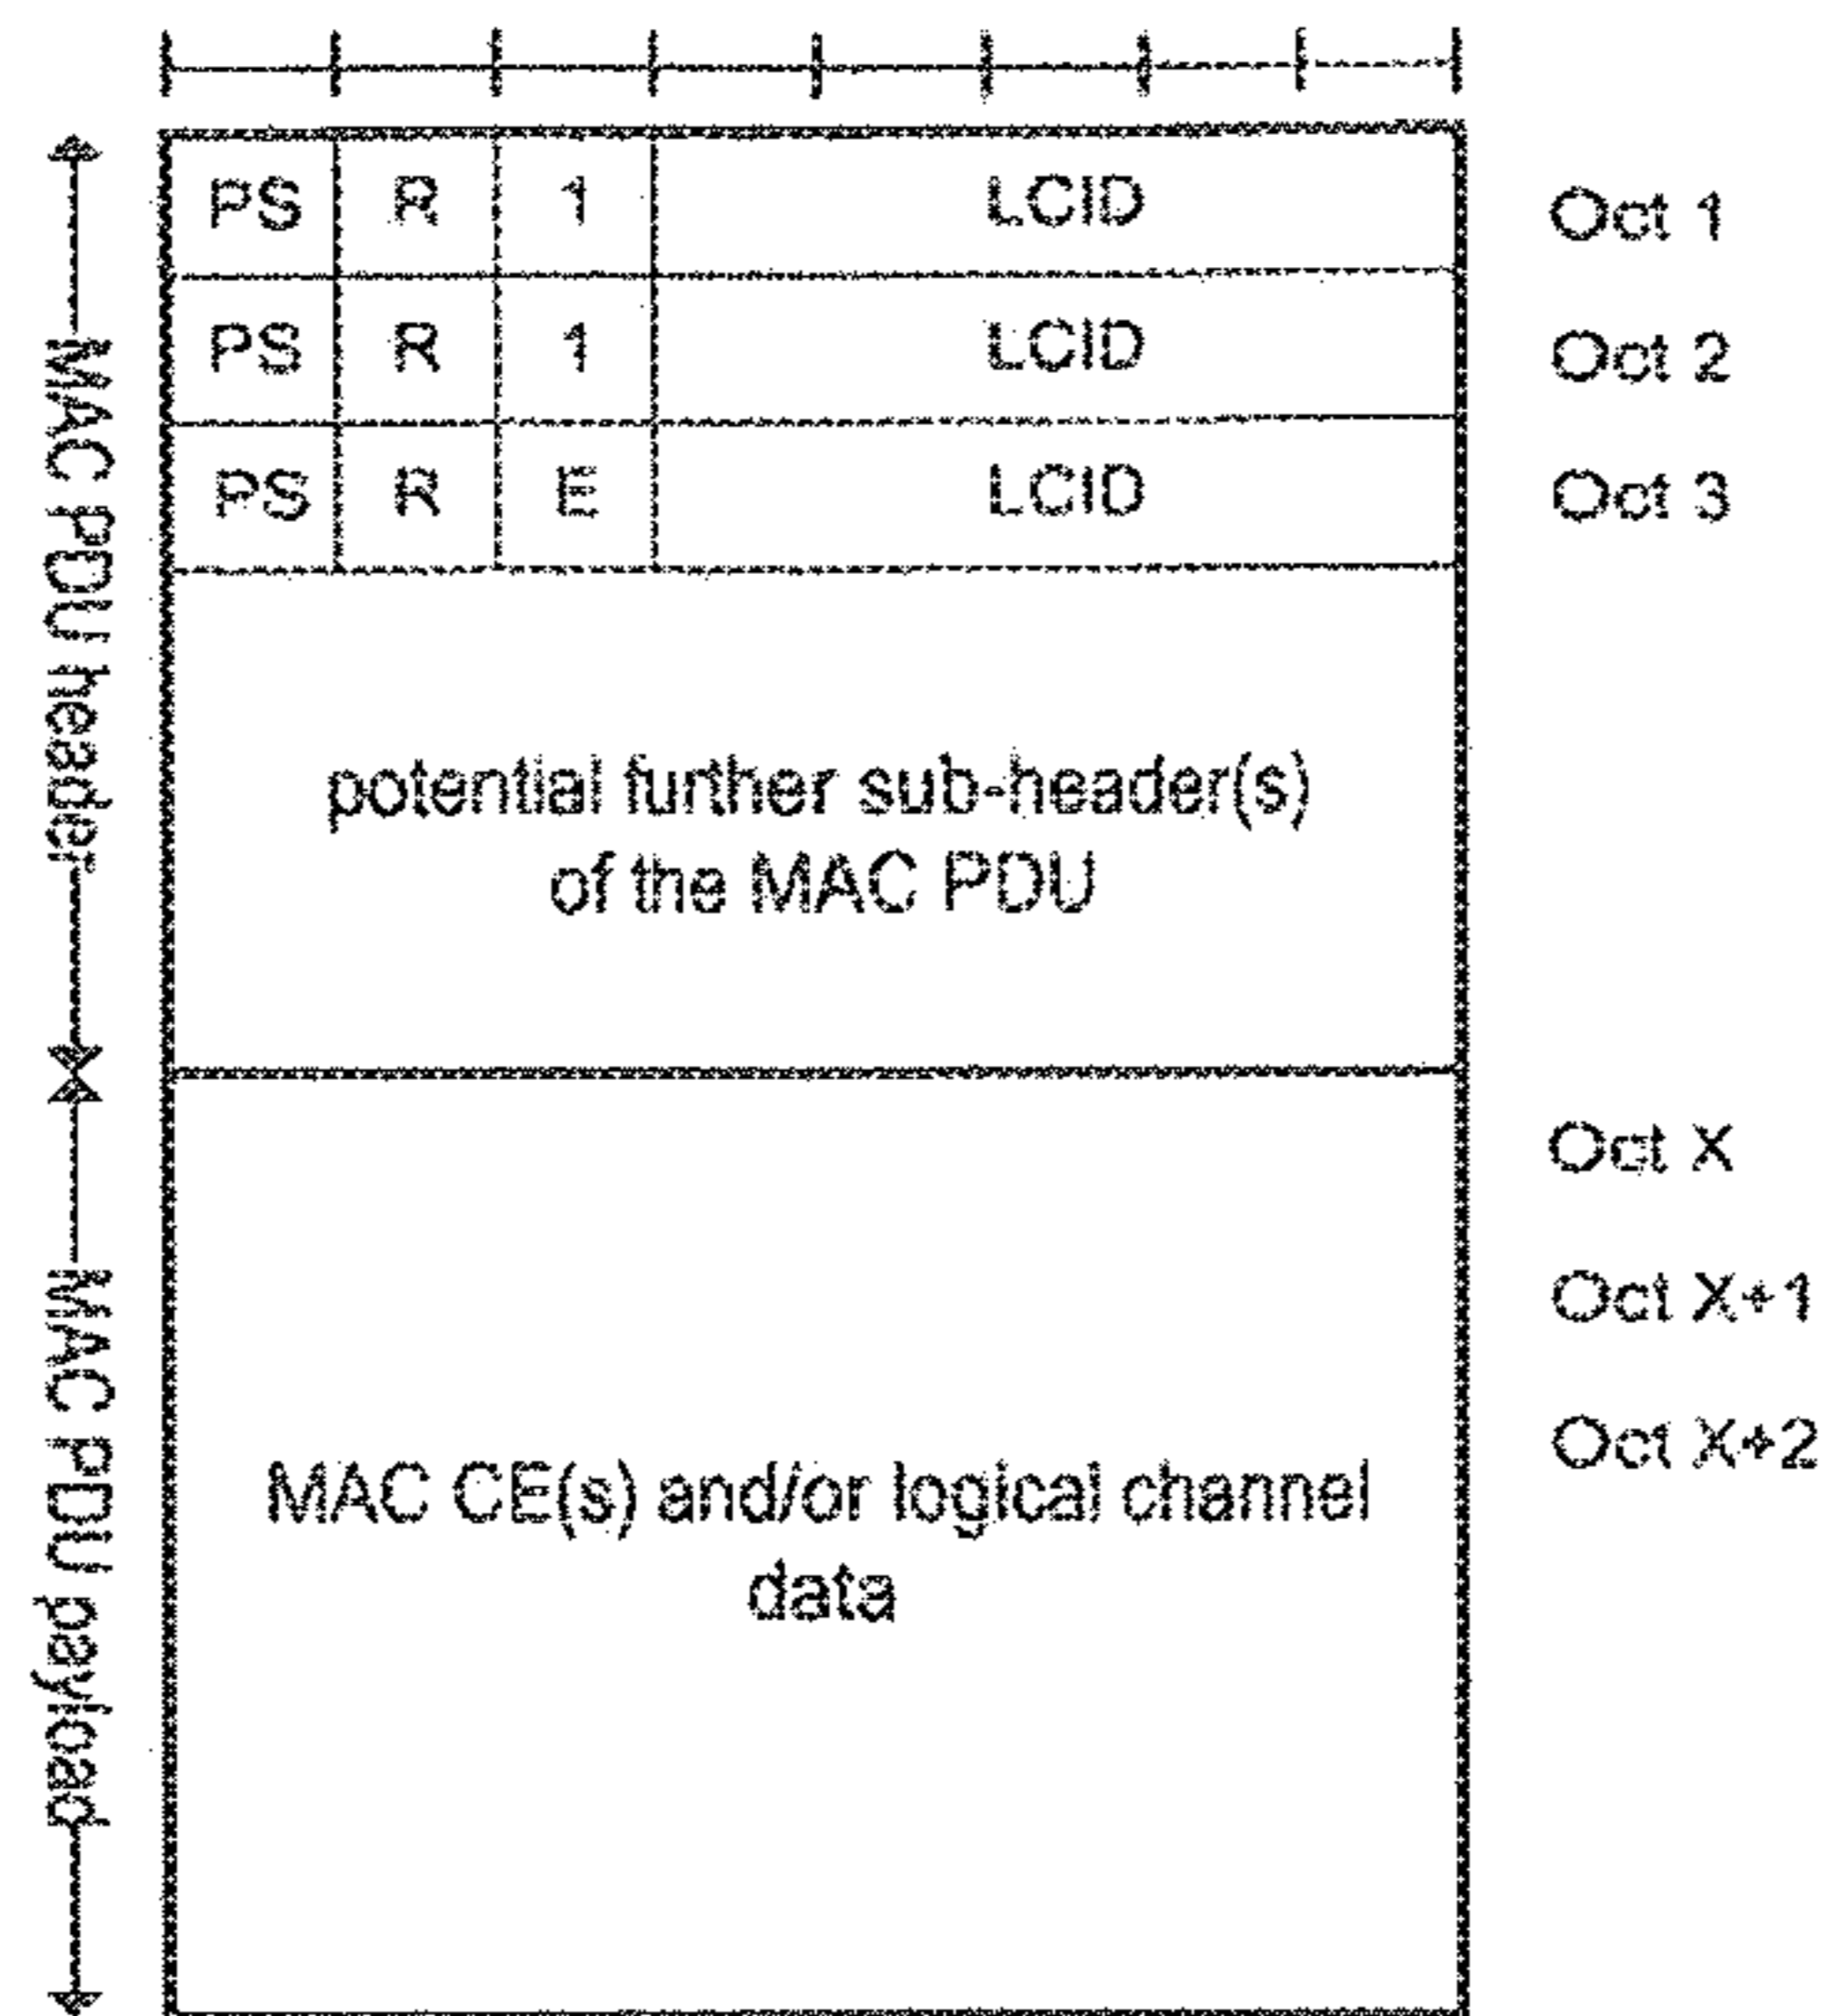 PS R 1 LCID Oct 1
PS R 1 LCID Oct 2
PS R E LCID Oct 3
MAC PDU header
potential further sub-header(s)
of the MAC PDU
Oct X
Oct X+1
Oct X+2
MAC PDU payload
MAC CE(s) and/or logical channel
data